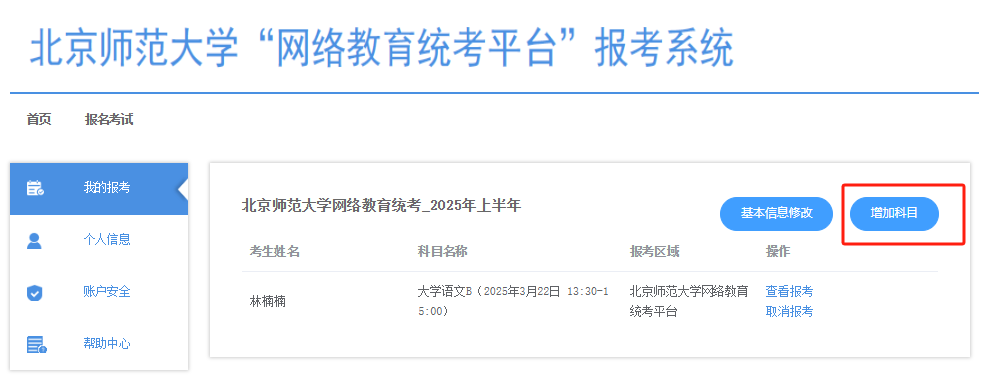 北京师范大学“网络教育统考平台”报考系统
首页 报名考试
我的报考
个人信息
账户安全
帮助中心
北京师范大学网络教育统考_2025年上半年
基本信息修改 增加科目
考生姓名 科目名称 报考区域 操作
林楠楠
大学语文B（2025年3月22日 13:30-1
5:00）
北京师范大学网络教育
统考平台
查看报考
取消报考